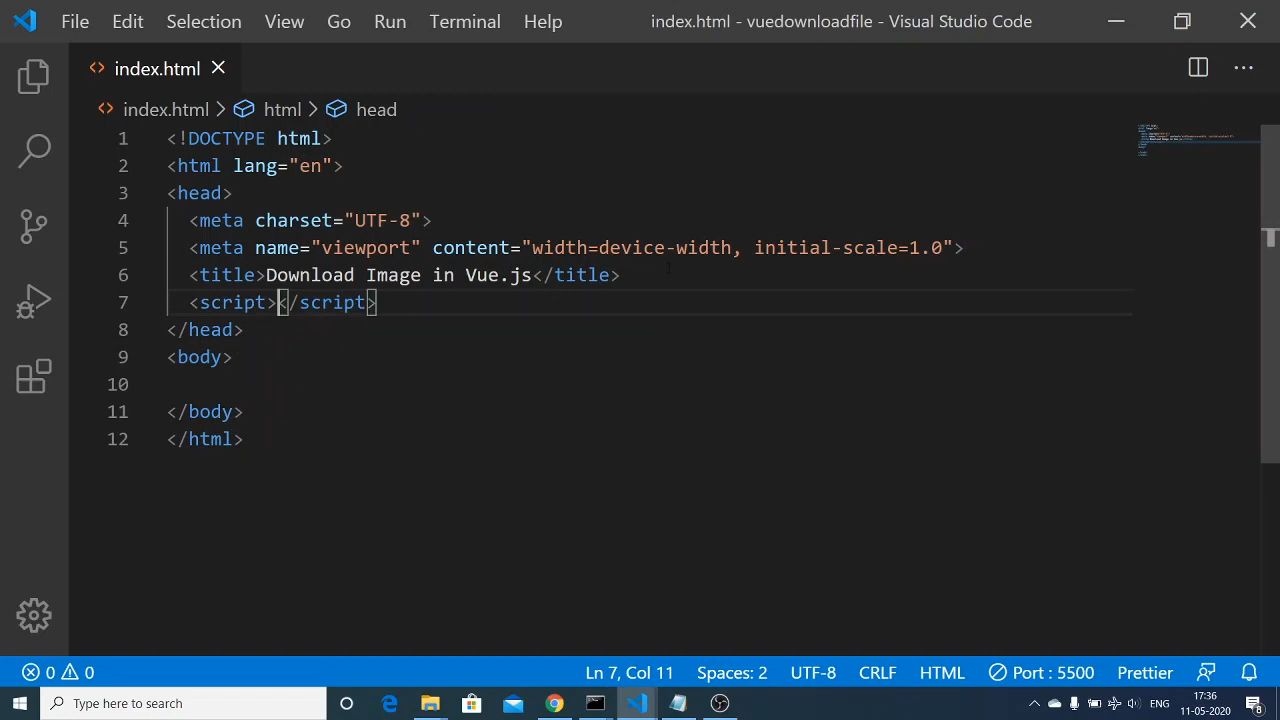 File Edit Selection View Go Run Terminal Help index.html - vuedownloadfile - Visual Studio Code
index.html
index.html > html > head
1 <!DOCTYPE html>
2 <html lang="en">
3 <head>
4 <meta charset="UTF-8">
5 <meta name="viewport" content="width=device-width, initial-scale=1.0">
6 <title>Download Image in Vue.js</title>
7 <script></script>
8 </head>
9 <body>
10
11 </body>
12 </html>
0 0 Ln 7, Col 11 Spaces: 2 UTF-8 CRLF HTML Port : 5500 Prettier
Type here to search ENG 17:36
11-05-2020